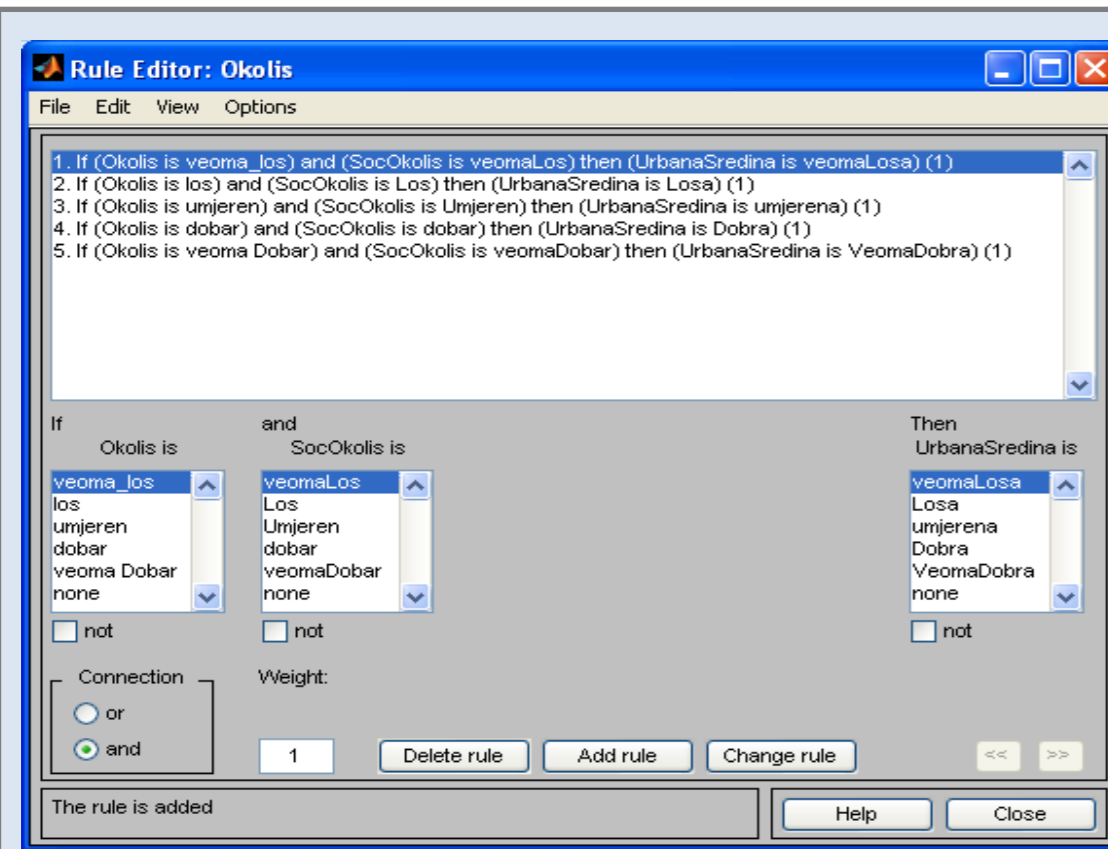 Rule Editor: Okolis
File Edit View Options
1. If (Okolis is veoma_los) and (SocOkolis is veomaLos) then (UrbanaSredina is veomaLosa) (1)
2. If (Okolis is los) and (SocOkolis is Los) then (UrbanaSredina is Losa) (1)
3. If (Okolis is umjeren) and (SocOkolis is Umjeren) then (UrbanaSredina is umjerena) (1)
4. If (Okolis is dobar) and (SocOkolis is dobar) then (UrbanaSredina is Dobra) (1)
5. If (Okolis is veoma Dobar) and (SocOkolis is veomaDobar) then (UrbanaSredina is VeomaDobra) (1)
If
Okolis is
veoma_los
los
umjeren
dobar
veoma Dobar
none
not
and
SocOkolis is
veomaLos
Los
Umjeren
dobar
veomaDobar
none
not
Then
UrbanaSredina is
veomaLosa
Losa
umjerena
Dobra
VeomaDobra
none
not
Connection
or
and
Weight:
1
Delete rule
Add rule
Change rule
<<
>>
The rule is added
Help
Close